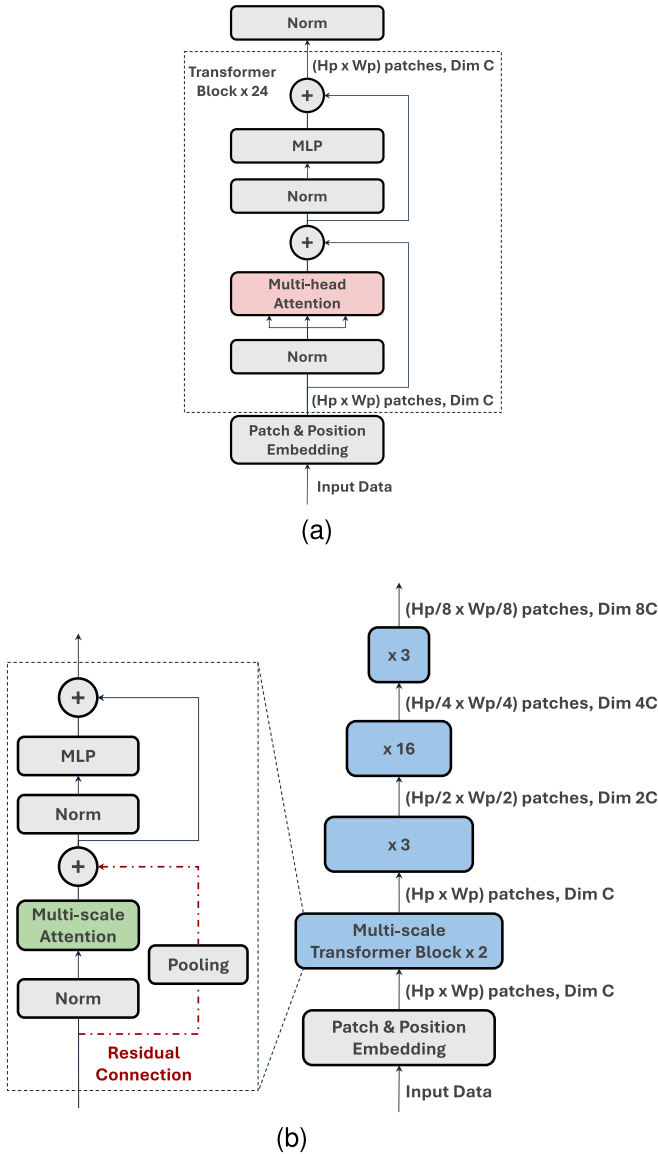 Norm
(Hp x Wp) patches, Dim C
Transformer
Block x 24
+
MLP
Norm
+
Multi-head
Attention
Norm
(Hp x Wp) patches, Dim C
Patch & Position
Embedding
Input Data
(a)
+
MLP
Norm
+
Multi-scale
Attention
Pooling
Norm
Residual
Connection
(Hp/8 x Wp/8) patches, Dim 8C
x 3
(Hp/4 x Wp/4) patches, Dim 4C
x 16
(Hp/2 x Wp/2) patches, Dim 2C
x 3
(Hp x Wp) patches, Dim C
Multi-scale
Transformer Block x 2
(Hp x Wp) patches, Dim C
Patch & Position
Embedding
Input Data
(b)